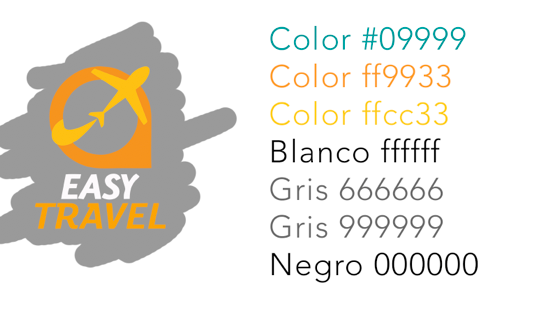 EASY
TRAVEL
Color #09999
Color ff9933
Color ffcc33
Blanco ffffff
Gris 666666
Gris 999999
Negro 000000